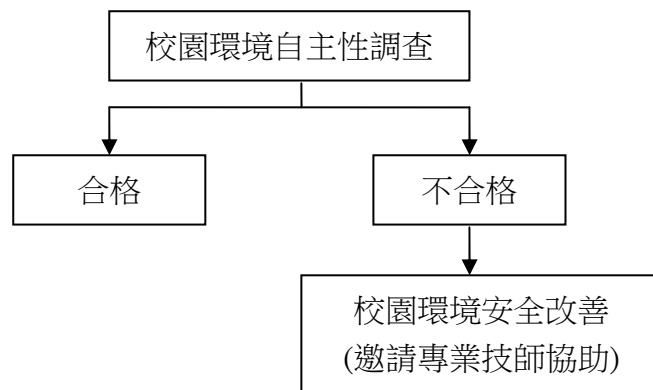 校園環境自主性調查
合格
不合格
校園環境安全改善
(邀請專業技師協助)